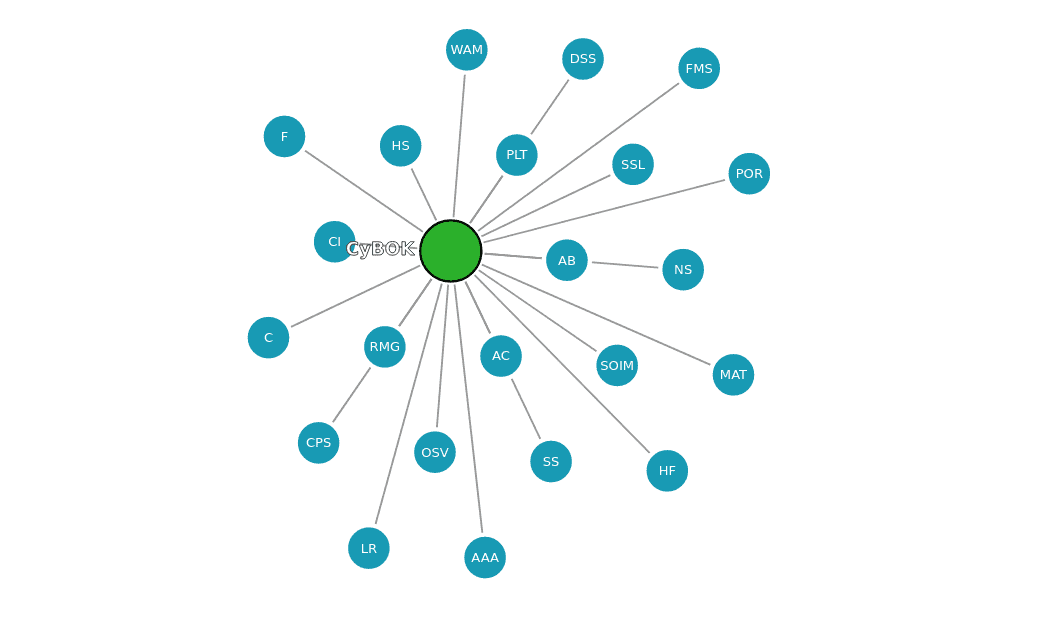 WAM
DSS
FMS
F
HS
PLT
SSL
POR
CI
CyBOK
AB
NS
C
RMG
AC
SOIM
MAT
CPS
OSV
SS
HF
LR
AAA